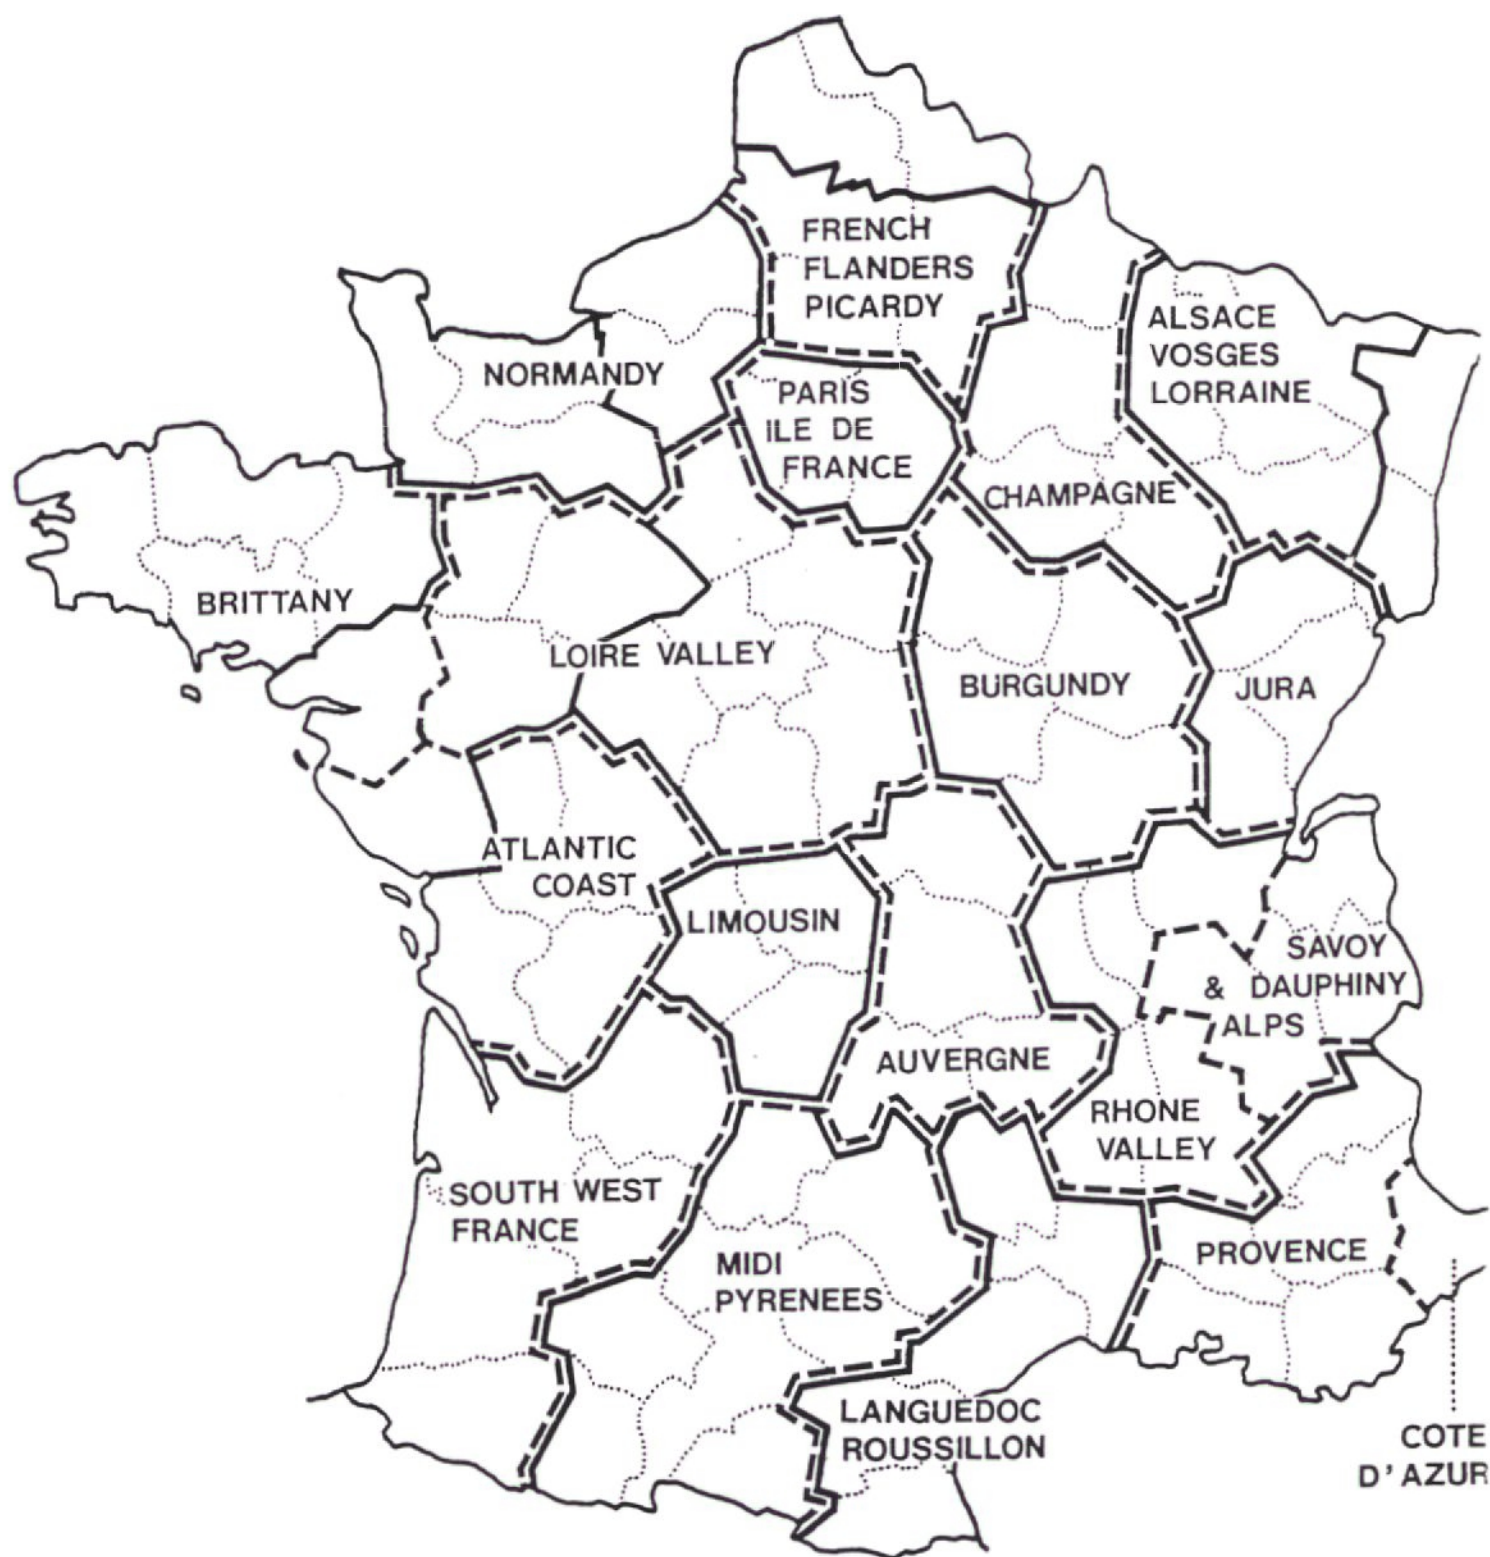 FRENCH
FLANDERS
PICARDY
ALSACE
VOSGES
LORRAINE
NORMANDY
PARIS
ILE DE
FRANCE
CHAMPAGNE
BRITTANY
LOIRE VALLEY
BURGUNDY
JURA
ATLANTIC
COAST
LIMOUSIN
SAVOY
& DAUPHINY
ALPS
AUVERGNE
RHONE
VALLEY
SOUTH WEST
FRANCE
MIDI
PYRENEES
PROVENCE
LANGUEDOC
ROUSSILLON
COTE
D'AZUR